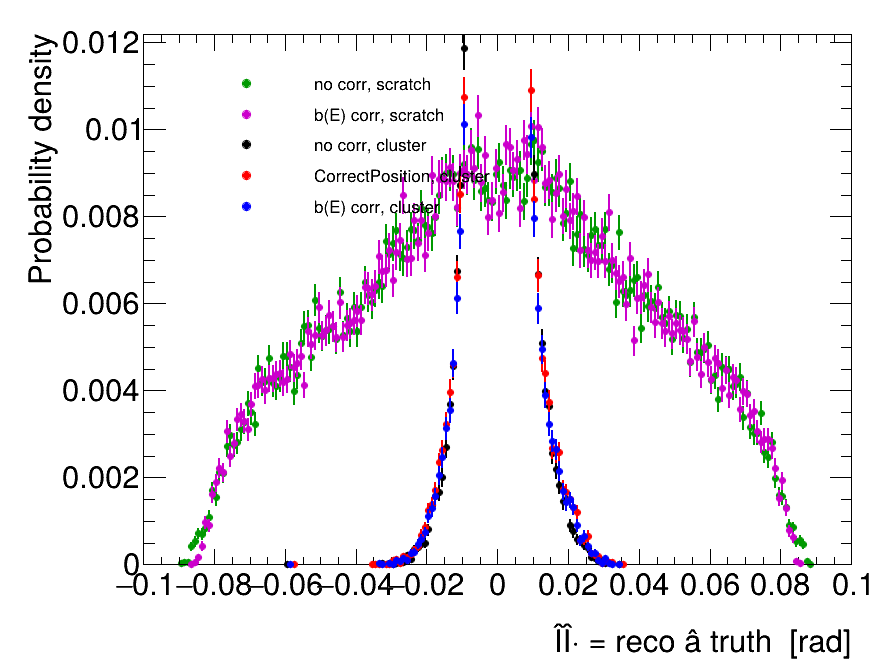 Probability density
0.012
0.01
0.008
0.006
0.004
0.002
0
no corr, scratch
b(E) corr, scratch
no corr, cluster
CorrectPosition, cluster
b(E) corr, cluster
−0.1 −0.08 −0.06 −0.04 −0.02 0 0.02 0.04 0.06 0.08 0.1
ÎÎ· = reco â truth [rad]